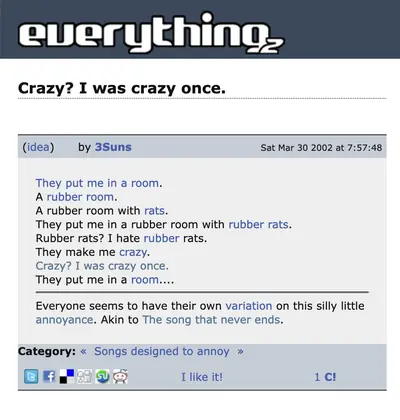 everything2
Crazy? I was crazy once.
(idea) by 3Suns Sat Mar 30 2002 at 7:57:48
They put me in a room.
A rubber room.
A rubber room with rats.
They put me in a rubber room with rubber rats.
Rubber rats? I hate rubber rats.
They make me crazy.
Crazy? I was crazy once.
They put me in a room....
Everyone seems to have their own variation on this silly little
annoyance. Akin to The song that never ends.
Category: « Songs designed to annoy »
I like it! 1 C!